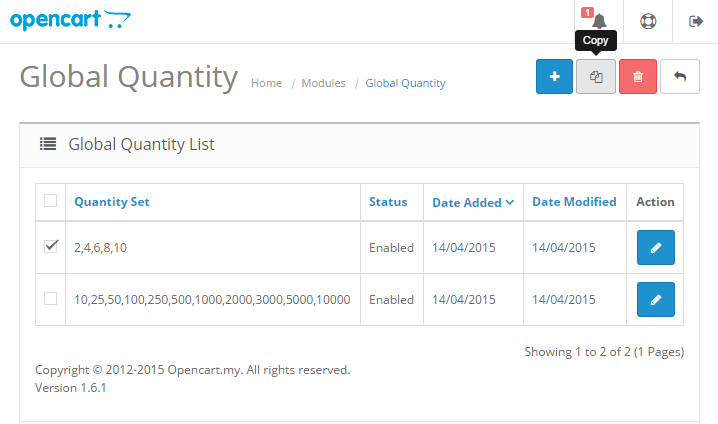 opencart
1
Copy
Global Quantity Home / Modules / Global Quantity
Global Quantity List
Quantity Set Status Date Added Date Modified Action
2,4,6,8,10 Enabled 14/04/2015 14/04/2015
10,25,50,100,250,500,1000,2000,3000,5000,10000 Enabled 14/04/2015 14/04/2015
Showing 1 to 2 of 2 (1 Pages)
Copyright © 2012-2015 Opencart.my. All rights reserved.
Version 1.6.1